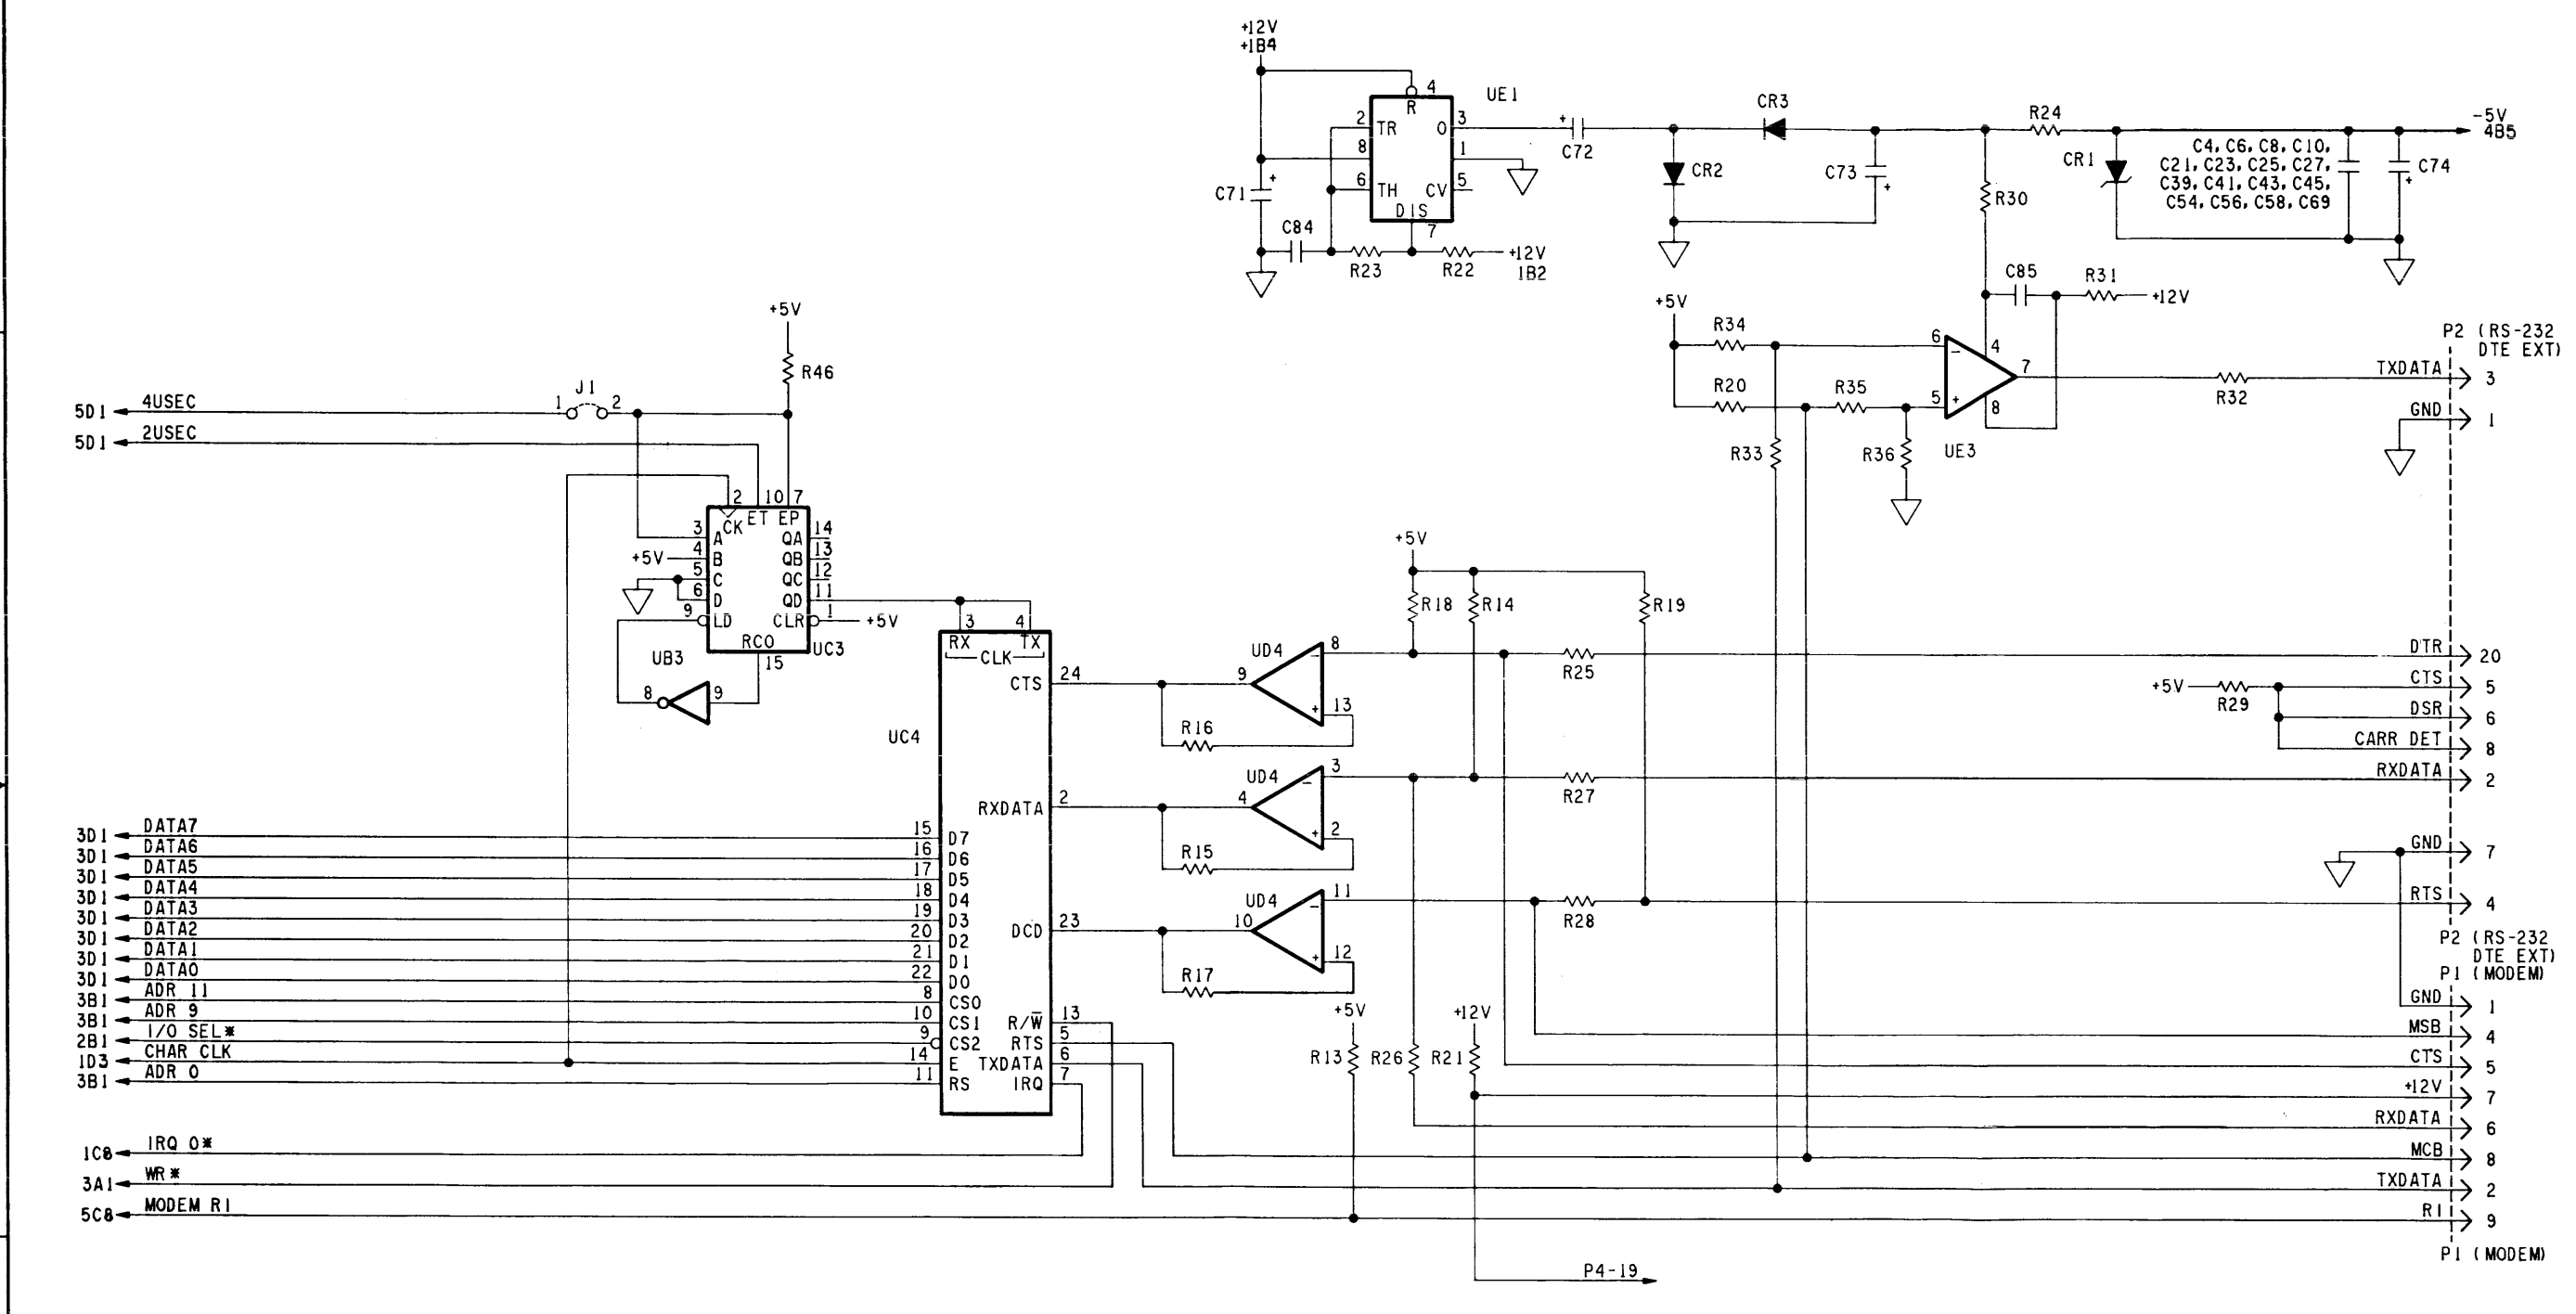 +12V
+1B4
4
R
UE1
2
TR
O
3
8
1
6
TH
CV
5
DIS
7
C71
+
C84
R23
R22
+12V
1B2
+
C72
CR3
CR2
C73
+
R24
-5V
4B5
CR1
C4, C6, C8, C10,
C21, C23, C25, C27,
C39, C41, C43, C45,
C54, C56, C58, C69
C74
+
R30
C85
R31
+12V
+5V
R34
6
-
4
7
R20
R35
5
+
8
UE3
R33
R36
R32
P2 (RS-232
DTE EXT)
TXDATA
3
GND
1
+5V
R46
J1
1
2
5D1
4USEC
5D1
2USEC
2
10
7
CK
ET
EP
3
A
QA
14
+5V
4
B
QB
13
5
C
QC
12
6
D
QD
11
9
LD
CLR
1
+5V
RCO
UC3
15
UB3
8
9
3
4
RX
TX
CLK
UC4
CTS
24
RXDATA
2
DCD
23
+5V
R18
R14
R19
UD4
8
-
9
13
+
R16
R25
UD4
3
-
4
2
+
R15
R27
UD4
11
-
10
12
+
R17
R28
DTR
20
+5V
R29
CTS
5
DSR
6
CARR DET
8
RXDATA
2
GND
7
RTS
4
P2 (RS-232
DTE EXT)
P1 (MODEM)
3D1
DATA7
15
D7
3D1
DATA6
16
D6
3D1
DATA5
17
D5
3D1
DATA4
18
D4
3D1
DATA3
19
D3
3D1
DATA2
20
D2
3D1
DATA1
21
D1
3D1
DATA0
22
D0
3B1
ADR 11
8
CS0
3B1
ADR 9
10
CS1
2B1
I/O SEL*
9
CS2
1D3
CHAR CLK
14
E
3B1
ADR 0
11
RS
R/W
13
RTS
5
TXDATA
6
IRQ
7
+5V
R13
R26
+12V
R21
GND
1
MSB
4
CTS
5
+12V
7
RXDATA
6
MCB
8
TXDATA
2
RI
9
1C8
IRQ 0*
3A1
WR*
5C8
MODEM RI
P4-19
P1 (MODEM)